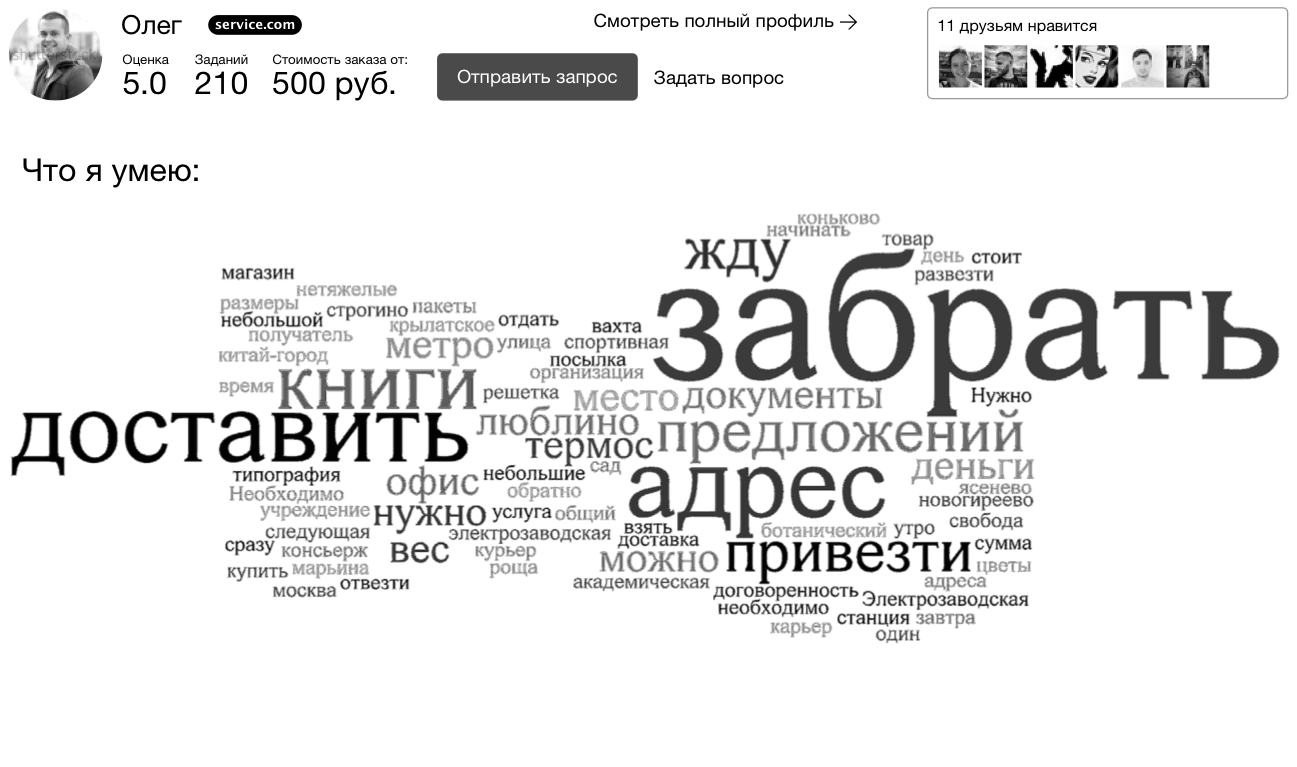 Олег service.com
Смотреть полный профиль →
11 друзьям нравится
Оценка Заданий Стоимость заказа от:
5.0 210 500 руб.
Отправить запрос Задать вопрос
shutterstock
Что я умею:
коньково
начинать
жду товар
день стоит
развезти
забрать
магазин
нетяжелые
размеры строгино пакеты
небольшой крылатское отдать вахта
получатель метро улица спортивная
китай-город посылка
организация
время книги решетка место документы Нужно
доставить люблино предложений
термос
типография офис небольшие сад адрес деньги
Необходимо обратно ясенево
учреждение нужно услуга общий новогиреево
следующая электрозаводская взять ботанический утро свобода
сразу консьерж вес курьер доставка привезти сумма
купить марьина роща можно цветы
москва отвезти академическая адреса
договоренность Электрозаводская
необходимо станция завтра
карьер один